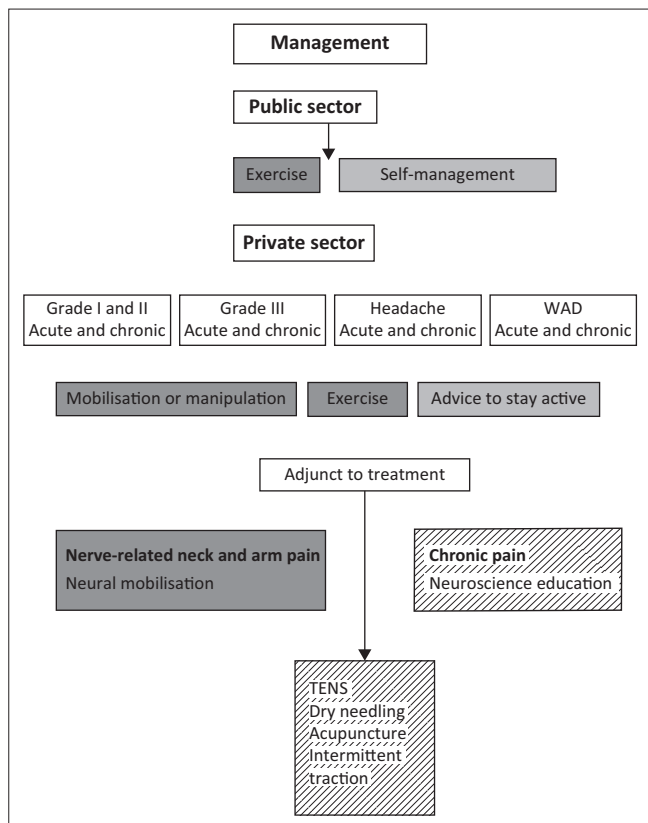 Management
Public sector
Exercise
Self-management
Private sector
Grade I and II
Acute and chronic
Grade III
Acute and chronic
Headache
Acute and chronic
WAD
Acute and chronic
Mobilisation or manipulation
Exercise
Advice to stay active
Adjunct to treatment
Nerve-related neck and arm pain
Neural mobilisation
Chronic pain
Neuroscience education
TENS
Dry needling
Acupuncture
Intermittent
traction